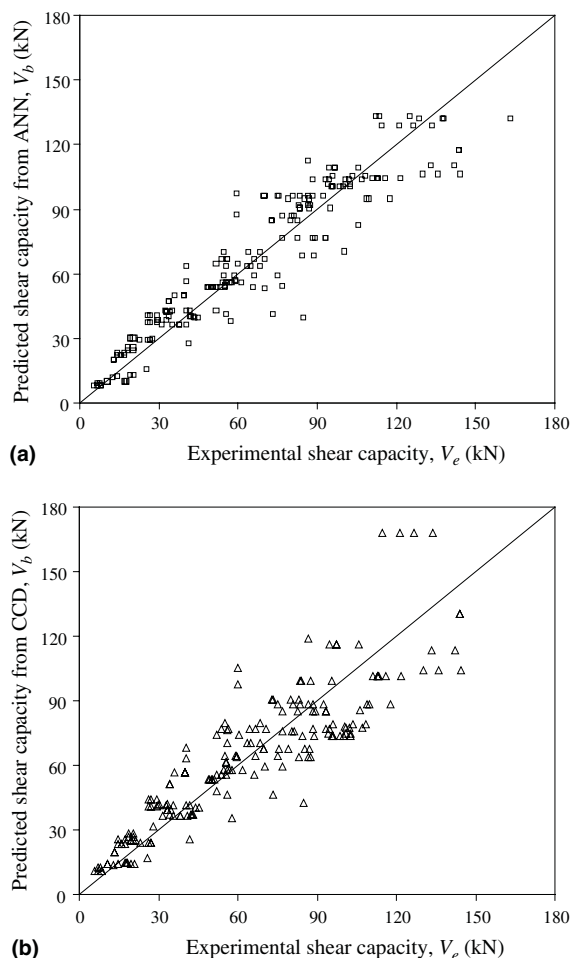 180
150
120
90
60
30
0
Predicted shear capacity from ANN, V_b (kN)
0 30 60 90 120 150 180
(a) Experimental shear capacity, V_e (kN)
180
150
120
90
60
30
0
Predicted shear capacity from CCD, V_b (kN)
0 30 60 90 120 150 180
(b) Experimental shear capacity, V_e (kN)